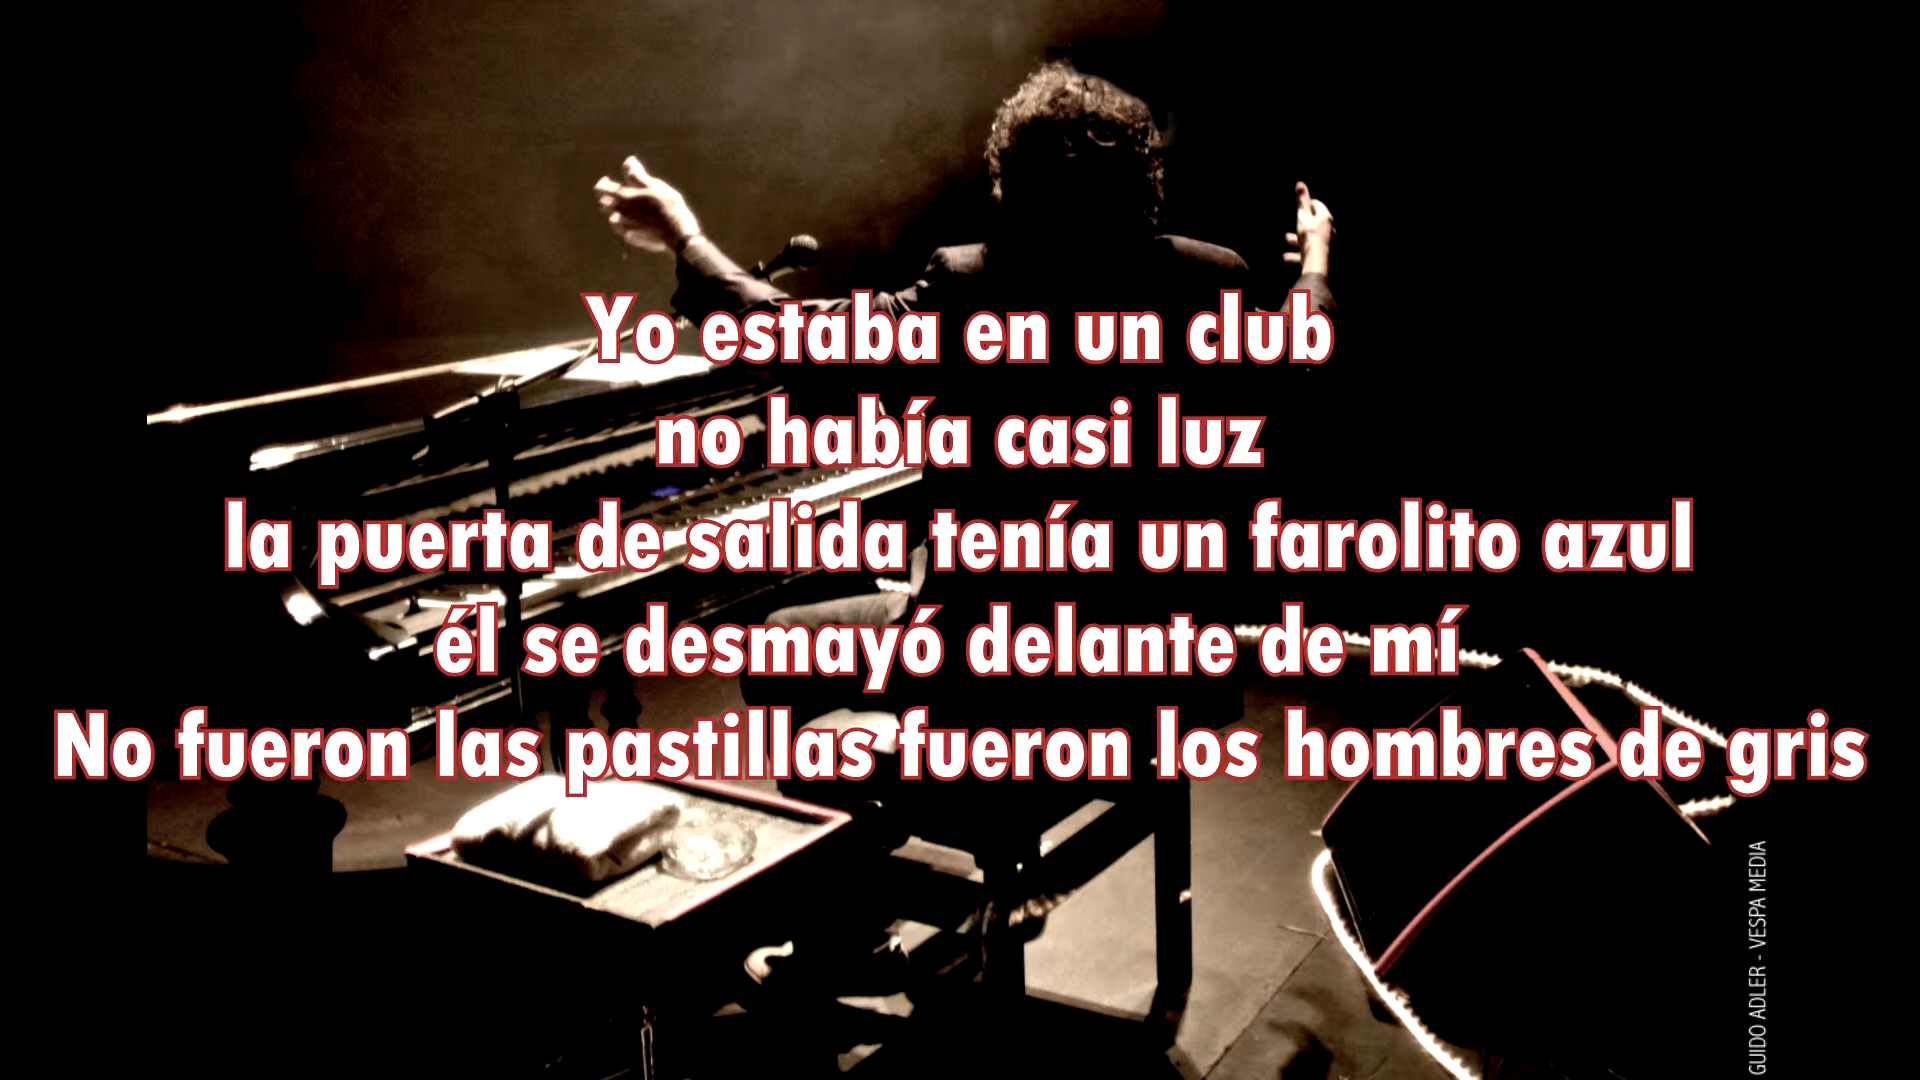 Yo estaba en un club
no había casi luz
la puerta de salida tenía un farolito azul
él se desmayó delante de mí
No fueron las pastillas fueron los hombres de gris
GUIDO ADLER - VESPA MEDIA